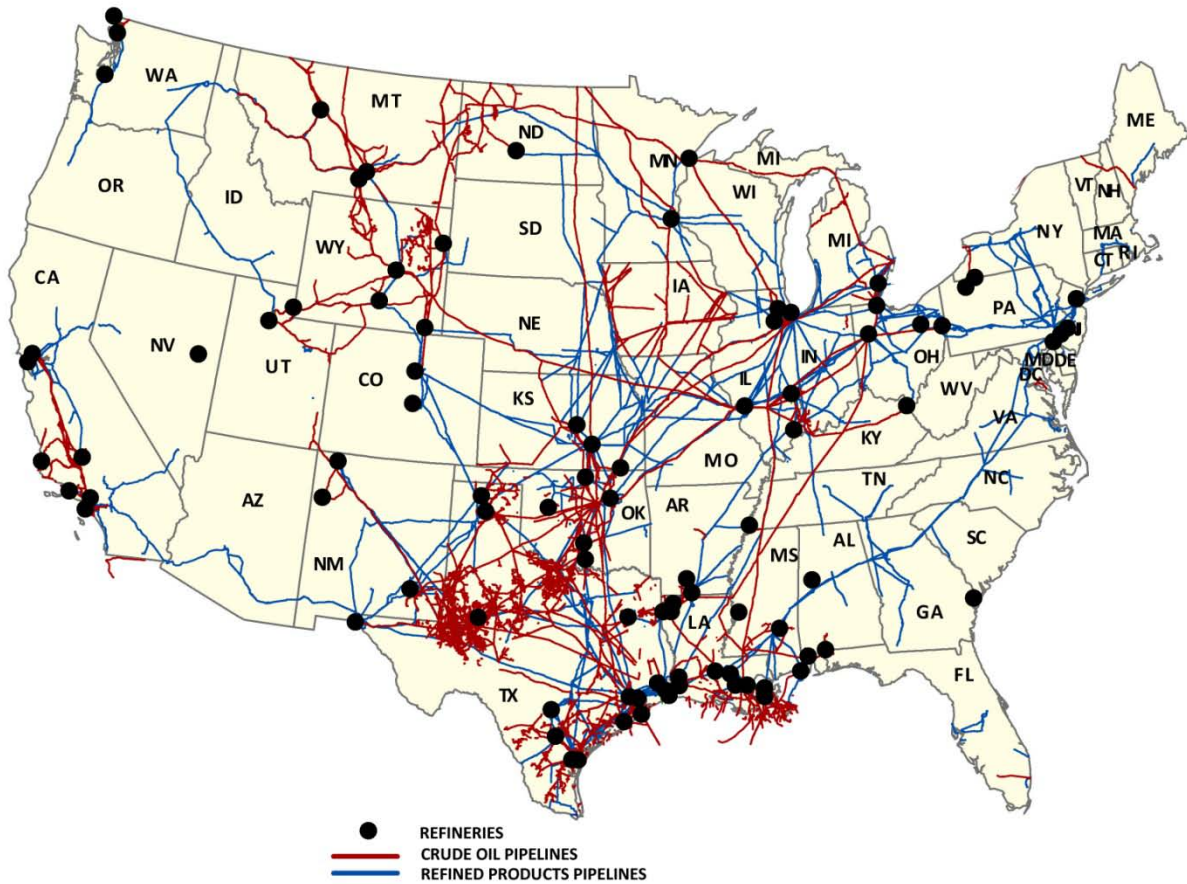 WA
MT
ND
MN
MI
ME
OR
ID
WI
VT
NH
SD
NY
MA
WY
MI
CT
RI
CA
IA
PA
NE
NV
OH
IN
UT
IL
MD
DE
CO
DC
WV
KS
VA
KY
MO
TN
NC
AZ
OK
AR
NM
MS
AL
SC
GA
LA
FL
TX
REFINERIES
CRUDE OIL PIPELINES
REFINED PRODUCTS PIPELINES